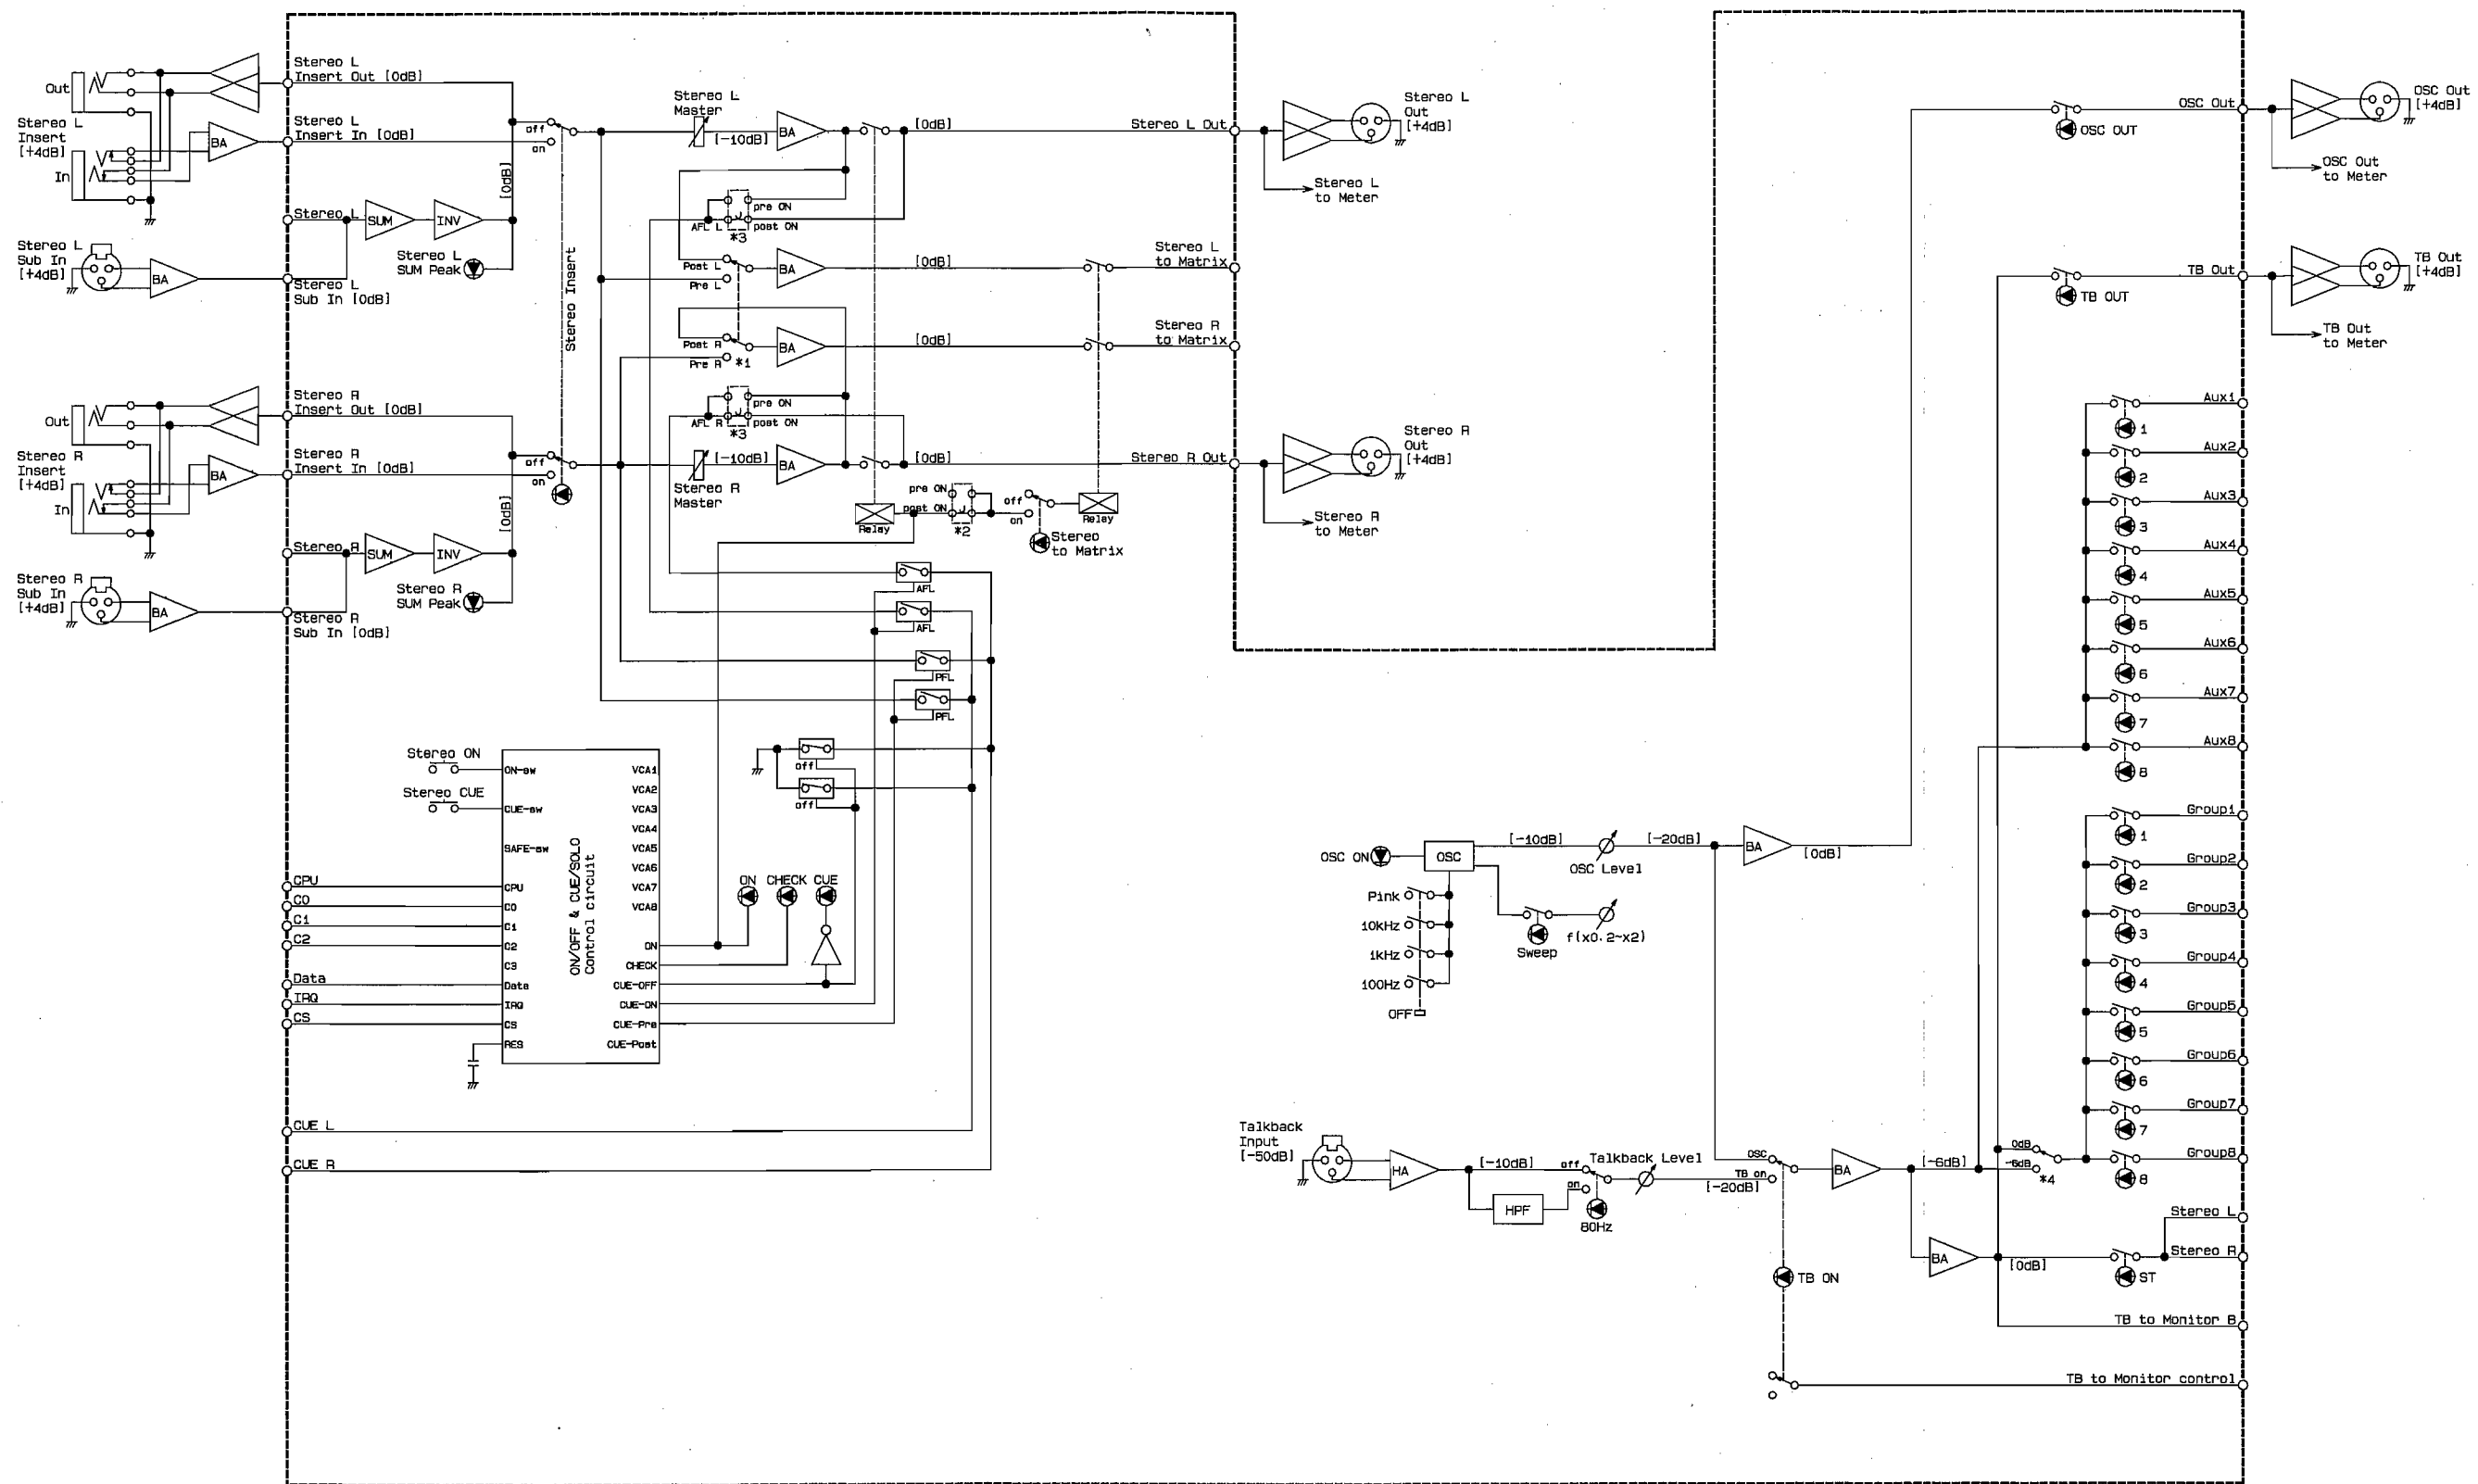 Out
Stereo L
Insert
[+4dB]
In
BA
Stereo L
Insert Out [0dB]
Stereo L
Insert In [0dB]
Stereo L
SUM
INV
[0dB]
Stereo L
SUM Peak
Stereo L
Sub In
[+4dB]
BA
Stereo L
Sub In [0dB]
off
on
Stereo Insert
Stereo L
Master
[-10dB]
BA
[0dB]
Stereo L Out
Stereo L
Out
[+4dB]
Stereo L
to Meter
pre ON
AFL L
post ON
*3
Post L
Pre L
BA
[0dB]
Stereo L
to Matrix
Post R
Pre R
*1
BA
[0dB]
Stereo R
to Matrix
Out
Stereo R
Insert
[+4dB]
In
BA
Stereo R
Insert Out [0dB]
Stereo R
Insert In [0dB]
Stereo R
SUM
INV
[0dB]
Stereo R
SUM Peak
Stereo R
Sub In
[+4dB]
BA
Stereo R
Sub In [0dB]
off
on
pre ON
AFL R
post ON
*3
[-10dB]
BA
Stereo R
Master
[0dB]
Stereo R Out
Stereo R
Out
[+4dB]
Stereo R
to Meter
Relay
pre ON
post ON
*2
off
on
Relay
Stereo
to Matrix
AFL
AFL
PFL
PFL
off
off
Stereo ON
Stereo CUE
ON-sw
CUE-sw
SAFE-sw
CPU
C0
C1
C2
C3
Data
IRQ
CS
RES
ON/OFF & CUE/SOLO
Control circuit
VCA1
VCA2
VCA3
VCA4
VCA5
VCA6
VCA7
VCA8
ON
CHECK
CUE-OFF
CUE-ON
CUE-Pre
CUE-Post
ON
CHECK
CUE
CPU
C0
C1
C2
Data
IRQ
CS
CUE L
CUE R
OSC ON
OSC
[-10dB]
OSC Level
[-20dB]
BA
[0dB]
Pink
10kHz
1kHz
100Hz
OFF
Sweep
f(x0.2~x2)
Talkback
Input
[-50dB]
HA
[-10dB]
HPF
off
on
80Hz
Talkback Level
OSC
TB on
[-20dB]
BA
[-6dB]
TB ON
BA
[0dB]
0dB
-6dB
*4
OSC OUT
OSC Out
OSC Out
[+4dB]
OSC Out
to Meter
TB OUT
TB Out
TB Out
[+4dB]
TB Out
to Meter
Aux1
1
Aux2
2
Aux3
3
Aux4
4
Aux5
5
Aux6
6
Aux7
7
Aux8
8
Group1
1
Group2
2
Group3
3
Group4
4
Group5
5
Group6
6
Group7
7
Group8
8
Stereo L
Stereo R
ST
TB to Monitor B
TB to Monitor control